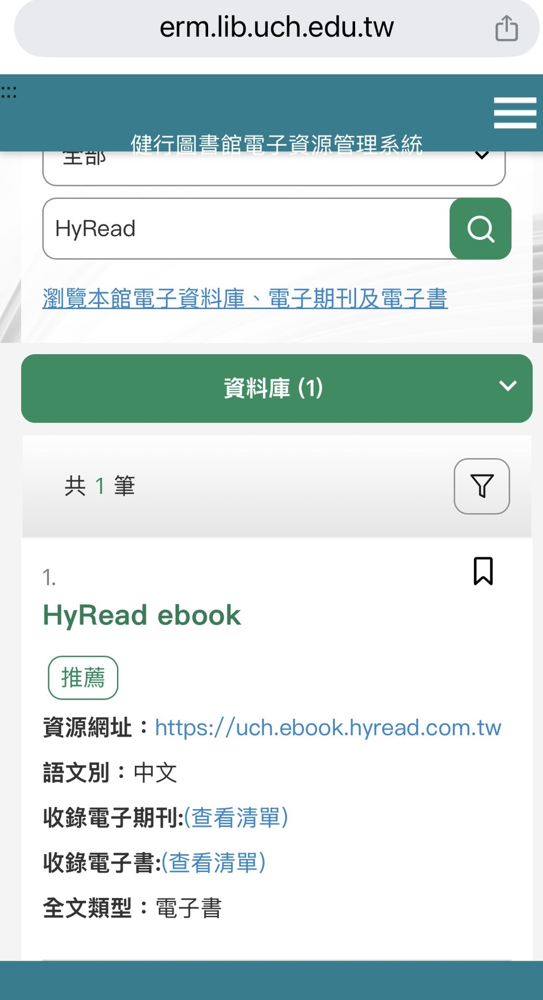 erm.lib.uch.edu.tw
健行圖書館電子資源管理系統
全部
HyRead
瀏覽本館電子資料庫、電子期刊及電子書
資料庫 (1)
共 1 筆
1.
HyRead ebook
推薦
資源網址：https://uch.ebook.hyread.com.tw
語文別：中文
收錄電子期刊:(查看清單)
收錄電子書:(查看清單)
全文類型：電子書